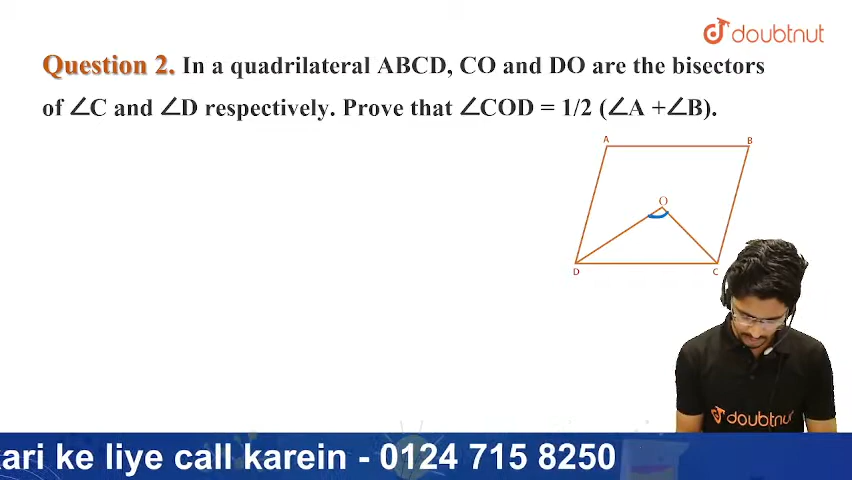 doubtnut
Question 2. In a quadrilateral ABCD, CO and DO are the bisectors
of ∠C and ∠D respectively. Prove that ∠COD = 1/2 (∠A +∠B).
A B
O
D C
doubtnut
kari ke liye call karein - 0124 715 8250